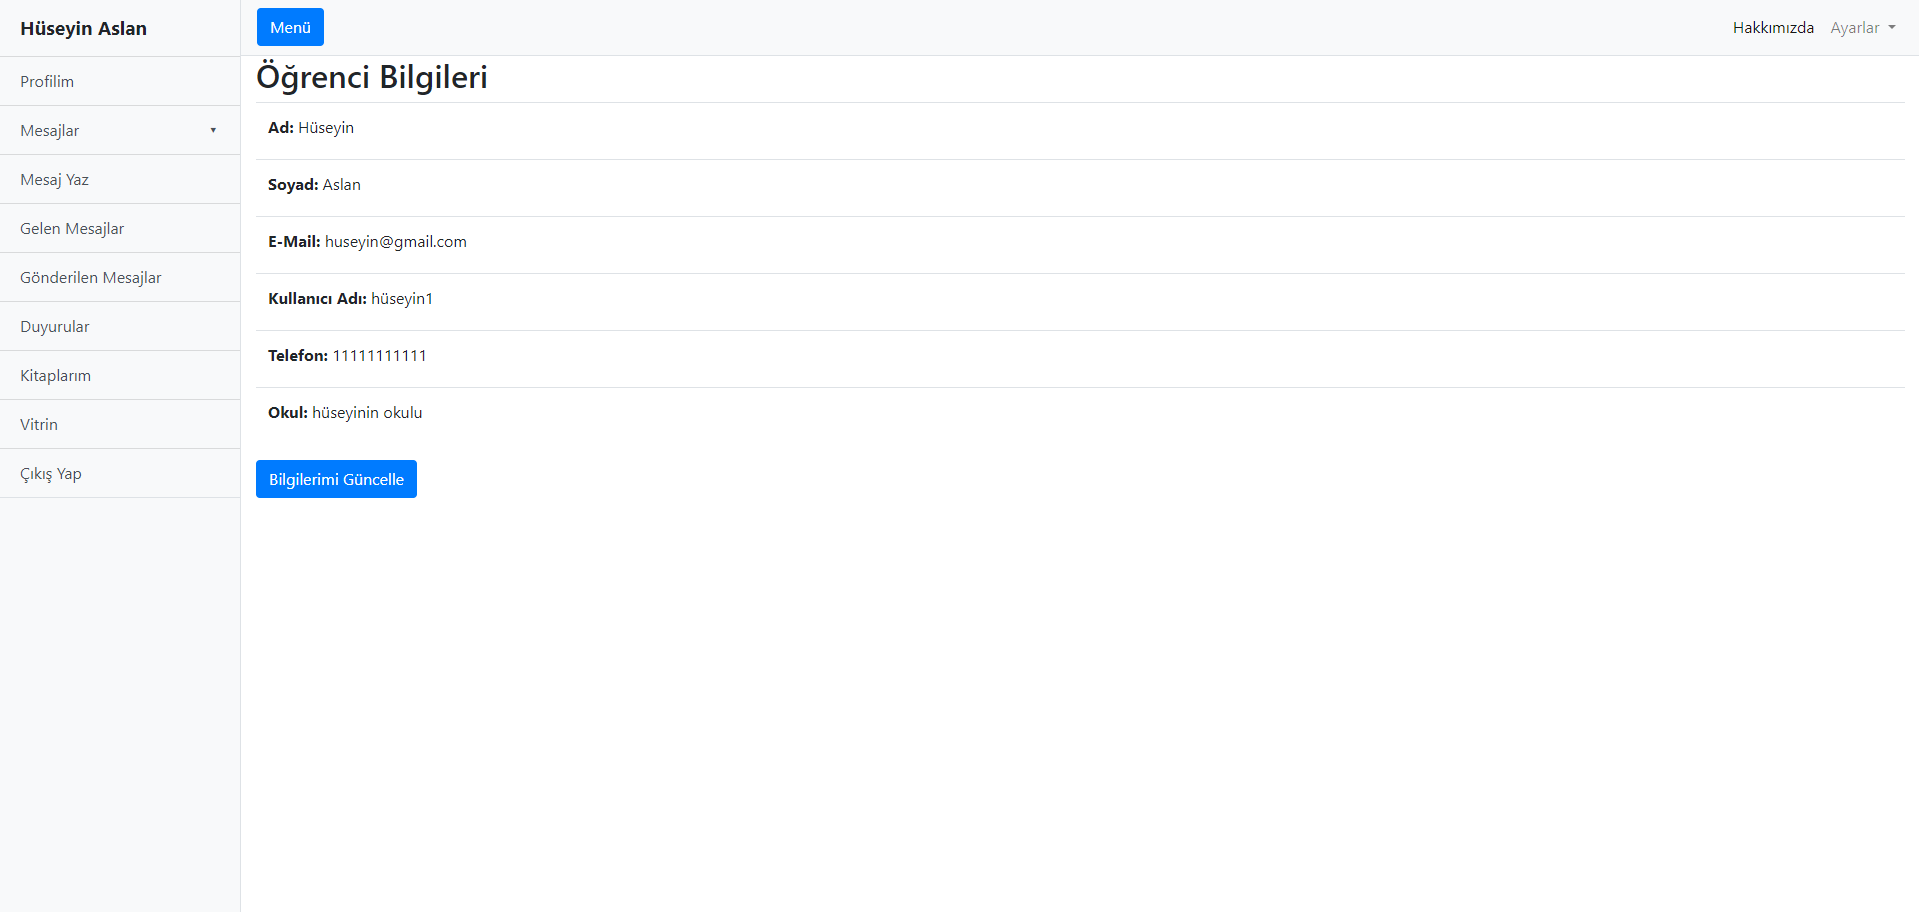 Hüseyin Aslan
Profilim
Mesajlar ▾
Mesaj Yaz
Gelen Mesajlar
Gönderilen Mesajlar
Duyurular
Kitaplarım
Vitrin
Çıkış Yap
Menü
Hakkımızda
Ayarlar
Öğrenci Bilgileri
Ad: Hüseyin
Soyad: Aslan
E-Mail: huseyin@gmail.com
Kullanıcı Adı: hüseyin1
Telefon: 11111111111
Okul: hüseyinin okulu
Bilgilerimi Güncelle